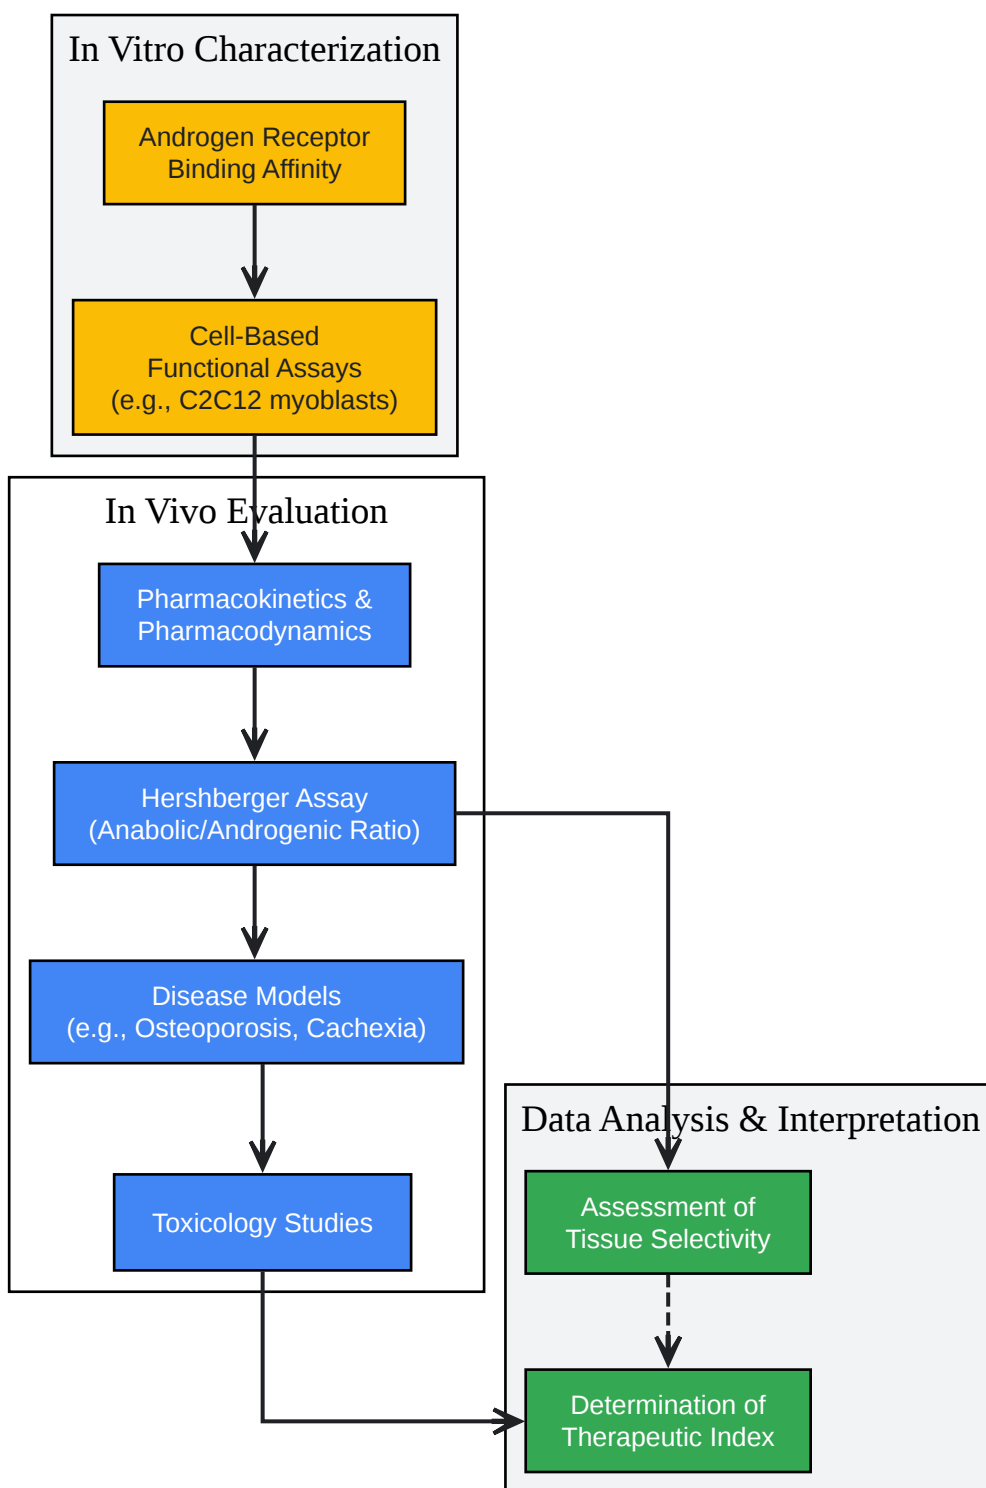 In Vitro Characterization
Androgen Receptor
Binding Affinity
Cell-Based
Functional Assays
(e.g., C2C12 myoblasts)
In Vivo Evaluation
Pharmacokinetics &
Pharmacodynamics
Hershberger Assay
(Anabolic/Androgenic Ratio)
Disease Models
(e.g., Osteoporosis, Cachexia)
Toxicology Studies
Data Analysis & Interpretation
Assessment of
Tissue Selectivity
Determination of
Therapeutic Index